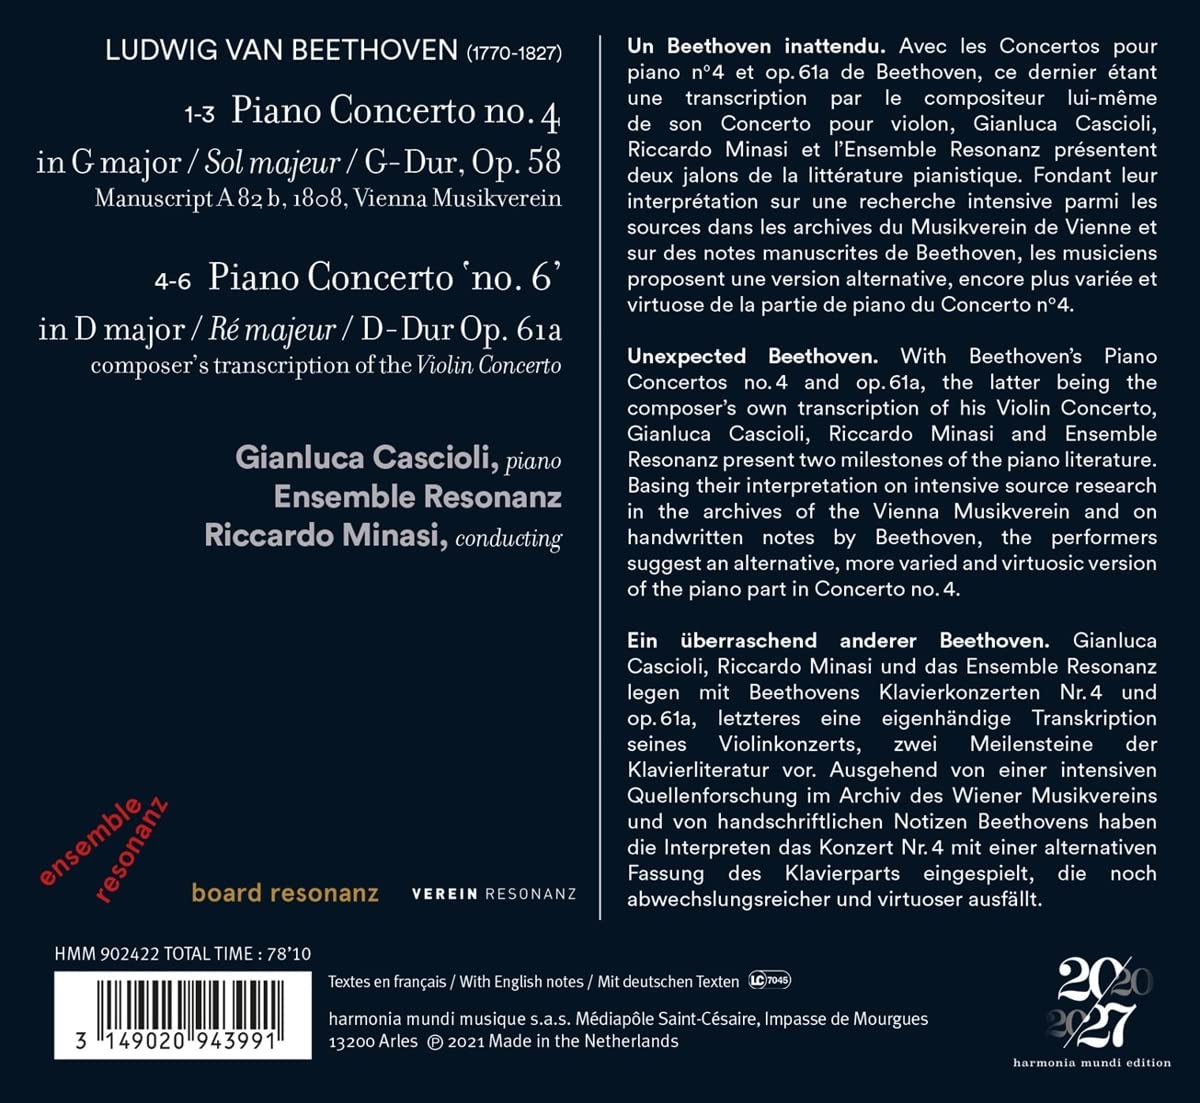 LUDWIG VAN BEETHOVEN (1770-1827)
1-3 Piano Concerto no. 4
in G major / Sol majeur / G-Dur, Op. 58
Manuscript A 82 b, 1808, Vienna Musikverein
4-6 Piano Concerto ‘no. 6’
in D major / Ré majeur / D-Dur Op. 61a
composer’s transcription of the Violin Concerto
Gianluca Cascioli, piano
Ensemble Resonanz
Riccardo Minasi, conducting
ensemble
resonanz
board resonanz
VEREIN RESONANZ
Un Beethoven inattendu. Avec les Concertos pour
piano n°4 et op. 61a de Beethoven, ce dernier étant
une transcription par le compositeur lui-même
de son Concerto pour violon, Gianluca Cascioli,
Riccardo Minasi et l’Ensemble Resonanz présentent
deux jalons de la littérature pianistique. Fondant leur
interprétation sur une recherche intensive parmi les
sources dans les archives du Musikverein de Vienne et
sur des notes manuscrites de Beethoven, les musiciens
proposent une version alternative, encore plus variée et
virtuose de la partie de piano du Concerto n°4.
Unexpected Beethoven. With Beethoven’s Piano
Concertos no. 4 and op. 61a, the latter being the
composer’s own transcription of his Violin Concerto,
Gianluca Cascioli, Riccardo Minasi and Ensemble
Resonanz present two milestones of the piano literature.
Basing their interpretation on intensive source research
in the archives of the Vienna Musikverein and on
handwritten notes by Beethoven, the performers
suggest an alternative, more varied and virtuosic version
of the piano part in Concerto no. 4.
Ein überraschend anderer Beethoven. Gianluca
Cascioli, Riccardo Minasi und das Ensemble Resonanz
legen mit Beethovens Klavierkonzerten Nr. 4 und
op. 61a, letzteres eine eigenhändige Transkription
seines Violinkonzerts, zwei Meilensteine der
Klavierliteratur vor. Ausgehend von einer intensiven
Quellenforschung im Archiv des Wiener Musikvereins
und von handschriftlichen Notizen Beethovens haben
die Interpreten das Konzert Nr. 4 mit einer alternativen
Fassung des Klavierparts eingespielt, die noch
abwechslungsreicher und virtuoser ausfällt.
HMM 902422 TOTAL TIME : 78’10
3 149020 943991
Textes en français / With English notes / Mit deutschen Texten LC 7045
harmonia mundi musique s.a.s. Médiapôle Saint-Césaire, Impasse de Mourgues
13200 Arles ℗ 2021 Made in the Netherlands
20/20
20/27
harmonia mundi edition